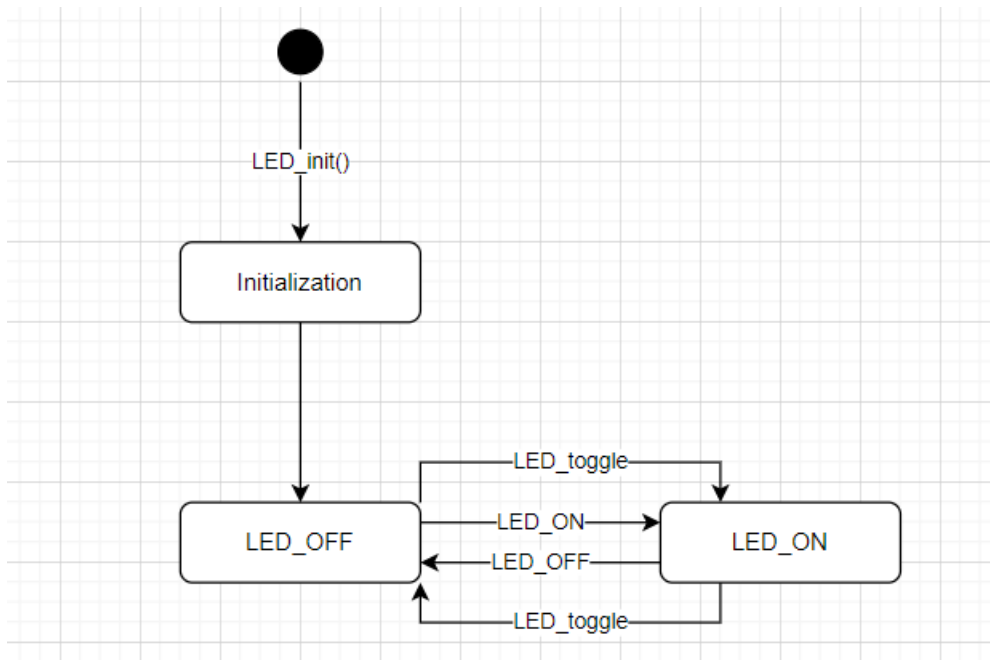 LED_init()
Initialization
LED_toggle
LED_OFF
LED_ON
LED_ON
LED_OFF
LED_toggle